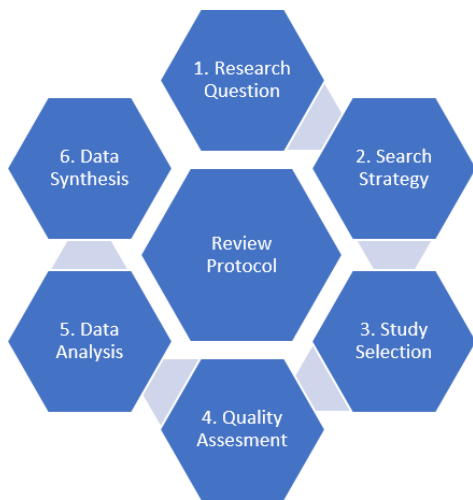 1. Research
Question
2. Search
Strategy
3. Study
Selection
4. Quality
Assesment
5. Data
Analysis
6. Data
Synthesis
Review
Protocol